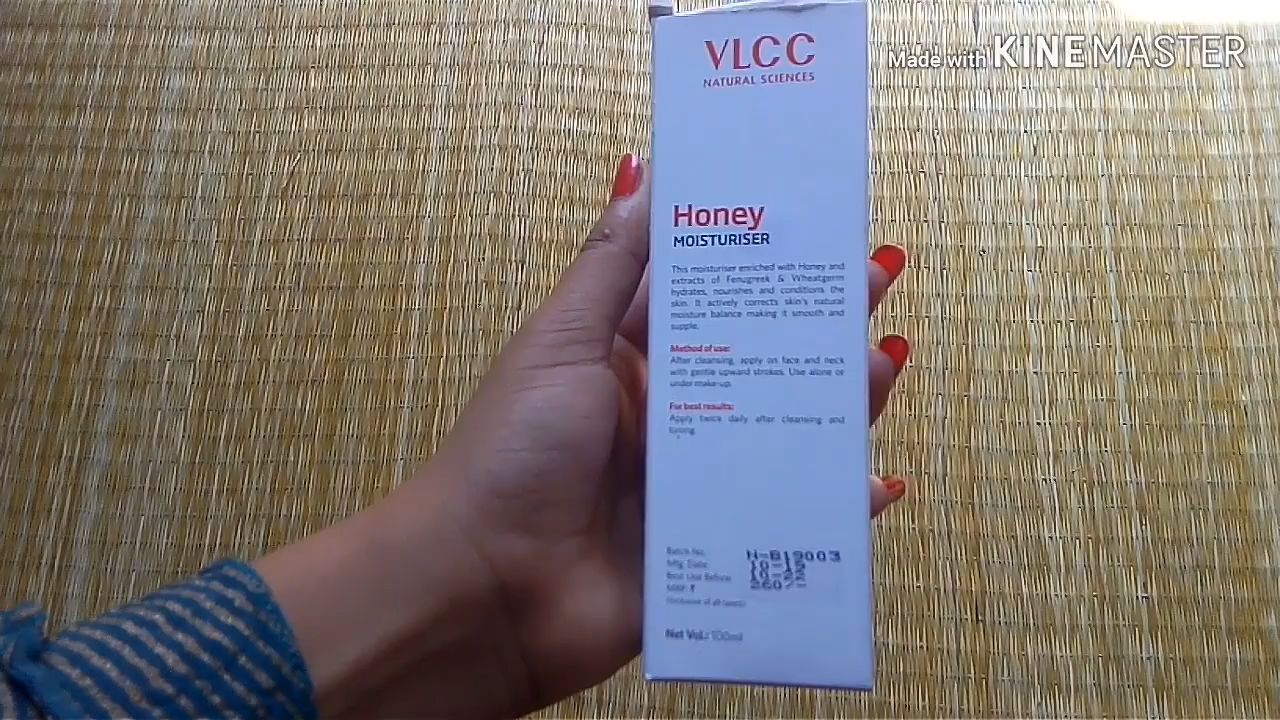 VLCC
NATURAL SCIENCES
Made with KINEMASTER
Honey
MOISTURISER
This moisturiser enriched with Honey and
extracts of Fenugreek & Wheatgerm
hydrates, nourishes and conditions the
skin. It actively corrects skin's natural
moisture balance making it smooth and
supple.
Method of use:
After cleansing, apply on face and neck
with gentle upward strokes. Use alone or
under make-up.
For best results:
Apply twice daily after cleansing and
toning.
Batch No. H-B19003
Mfg. Date
Best Use Before 10-22
MRP ₹ 260/-
(Inclusive of all taxes)
Net Vol.: 100ml